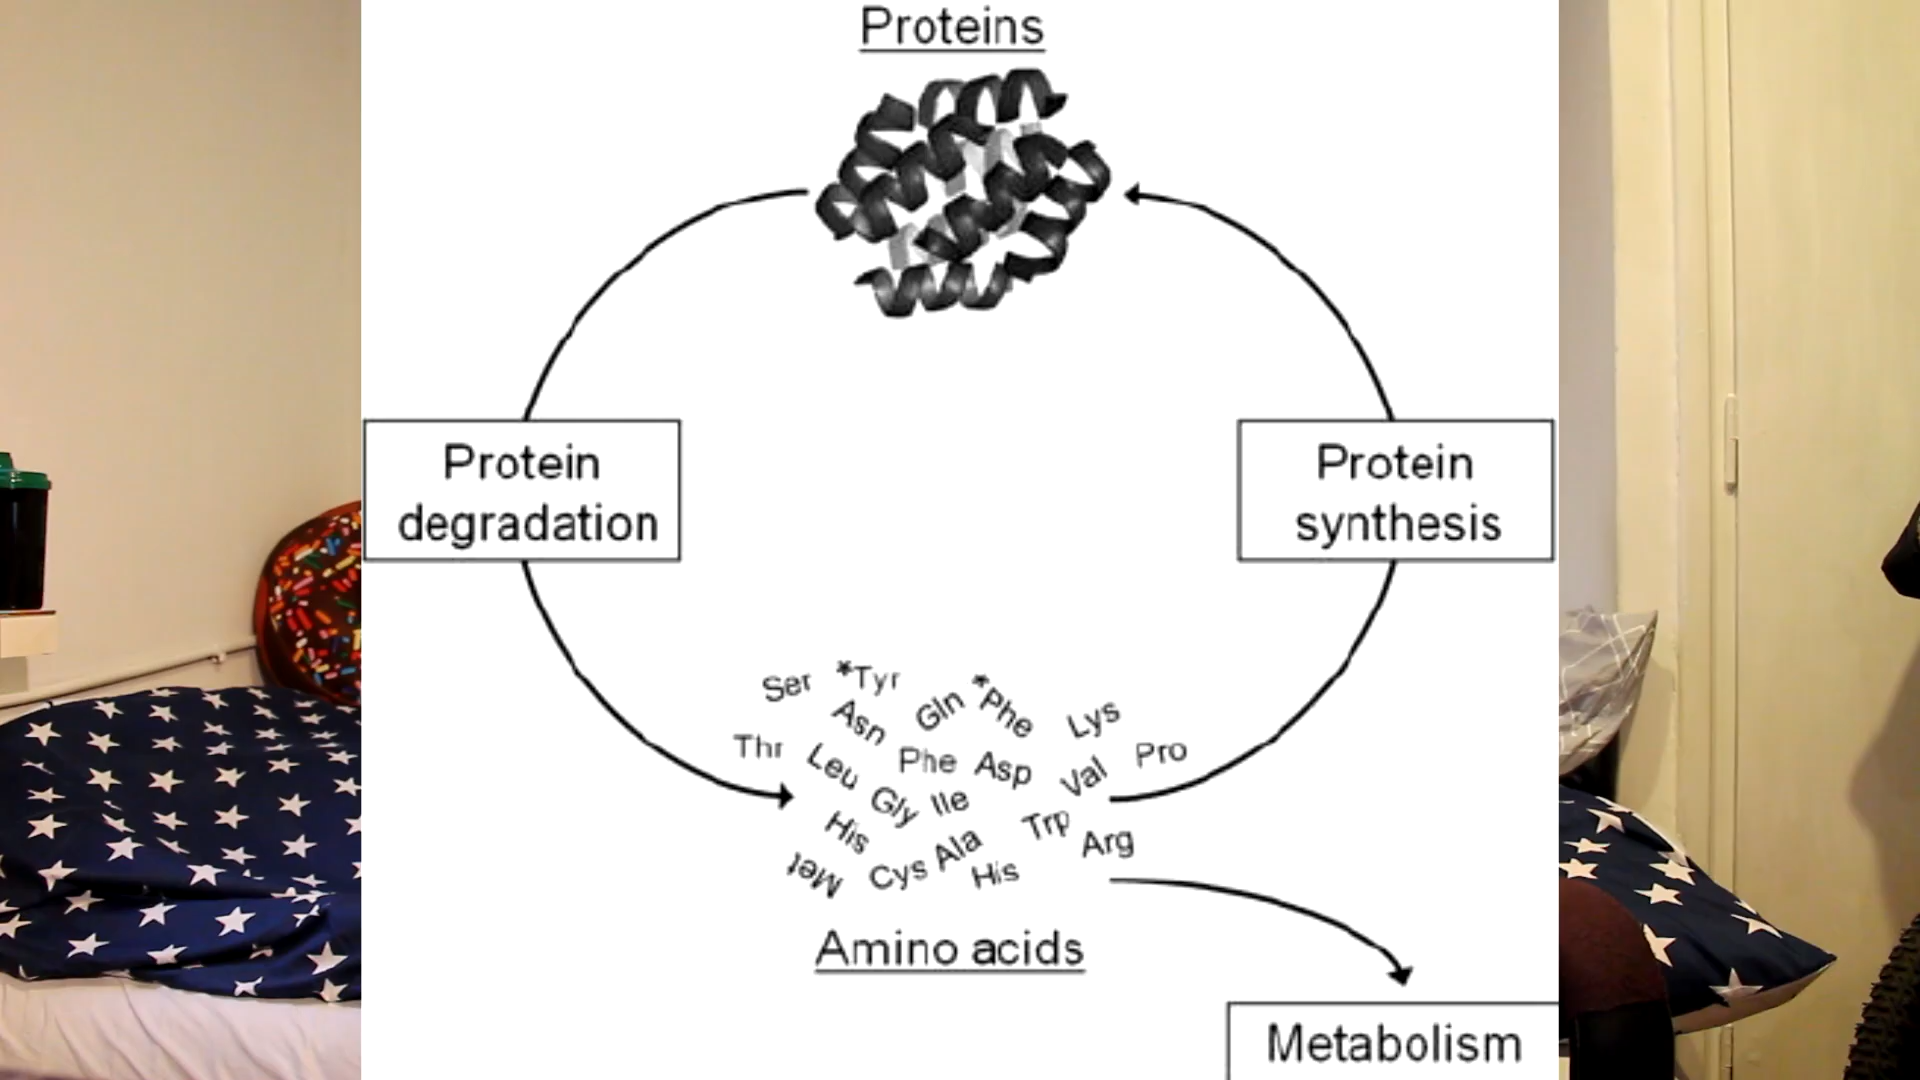 Proteins
Protein
degradation
Protein
synthesis
Ser *Tyr Gln *Phe Lys
Asn
Thr Leu Phe Asp Val Pro
Gly Ile
His Trp Arg
Met Cys Ala His
Amino acids
Metabolism